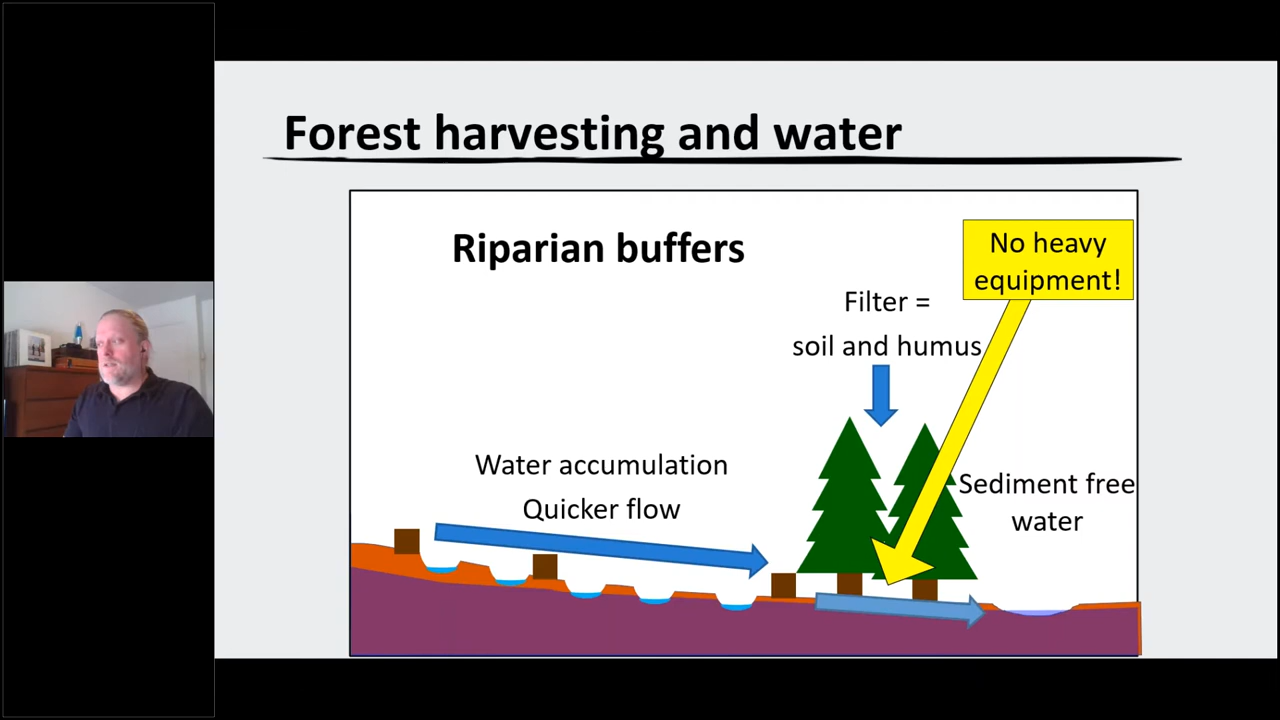 Forest harvesting and water
Riparian buffers
No heavy
equipment!
Filter =
soil and humus
Water accumulation
Quicker flow
Sediment free
water